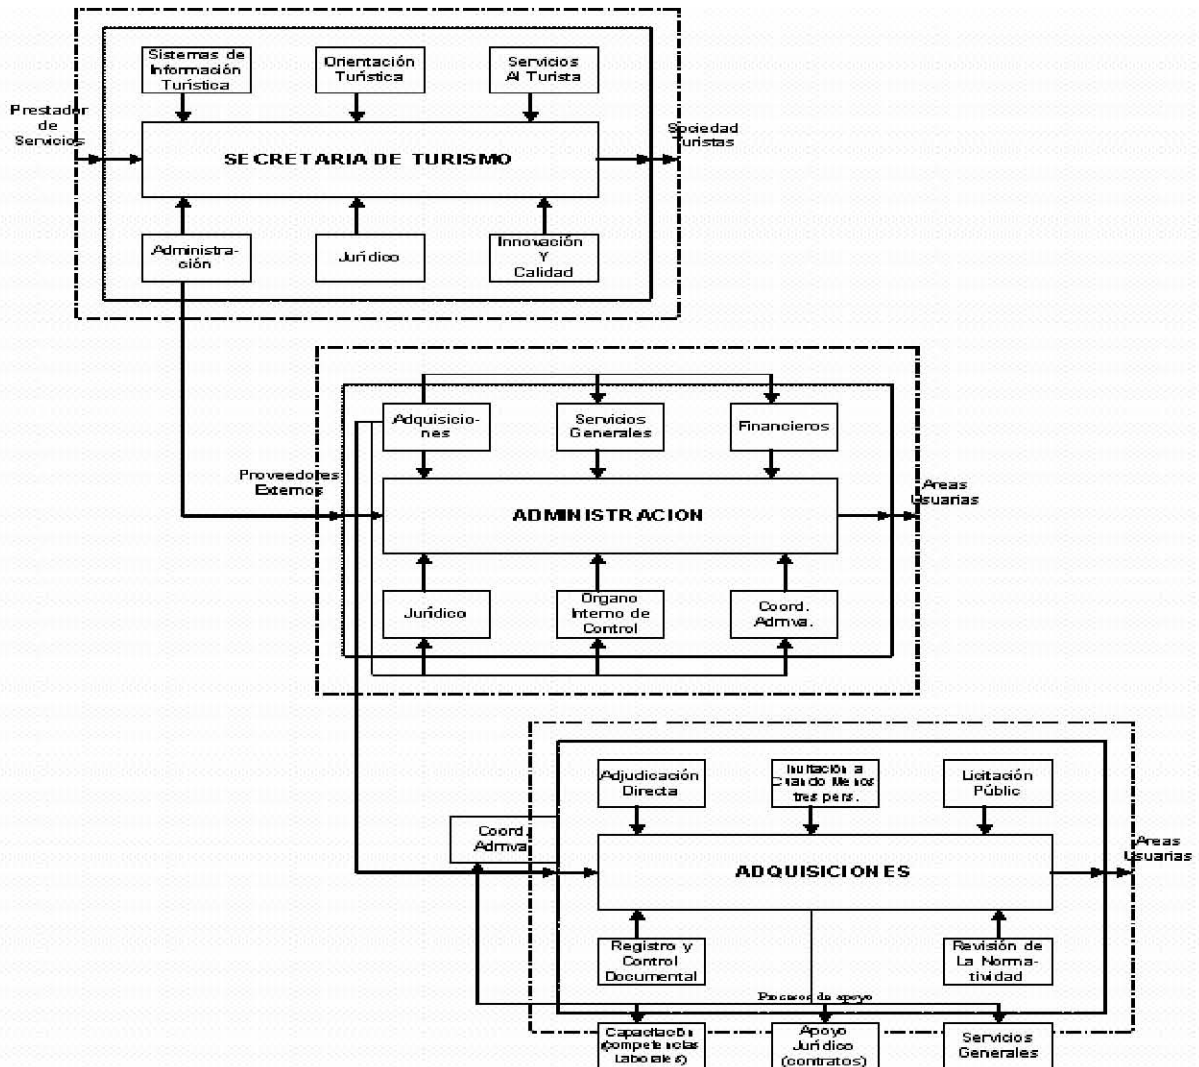 Sistemas de
Información
Turística
Orientación
Turística
Servicios
Al Turista
Prestador
de
Servicios
SECRETARIA DE TURISMO
Sociedad
Turistas
Administra-
ción
Jurídico
Innovación
Y
Calidad
Adquisicio-
nes
Servicios
Generales
Financieros
Proveedores
Externos
ADMINISTRACION
Areas
Usuarias
Jurídico
Organo
Interno de
Control
Coord.
Admva.
Adjudicación
Directa
Invitación a
Cuando Menos
tres pers.
Licitación
Públic
Coord.
Admva
ADQUISICIONES
Areas
Usuarias
Registro y
Control
Documental
Revisión de
La Norma-
tividad
Procesos de apoyo
Capacitación
(competencias
Laborales)
Apoyo
Jurídico
(contratos)
Servicios
Generales